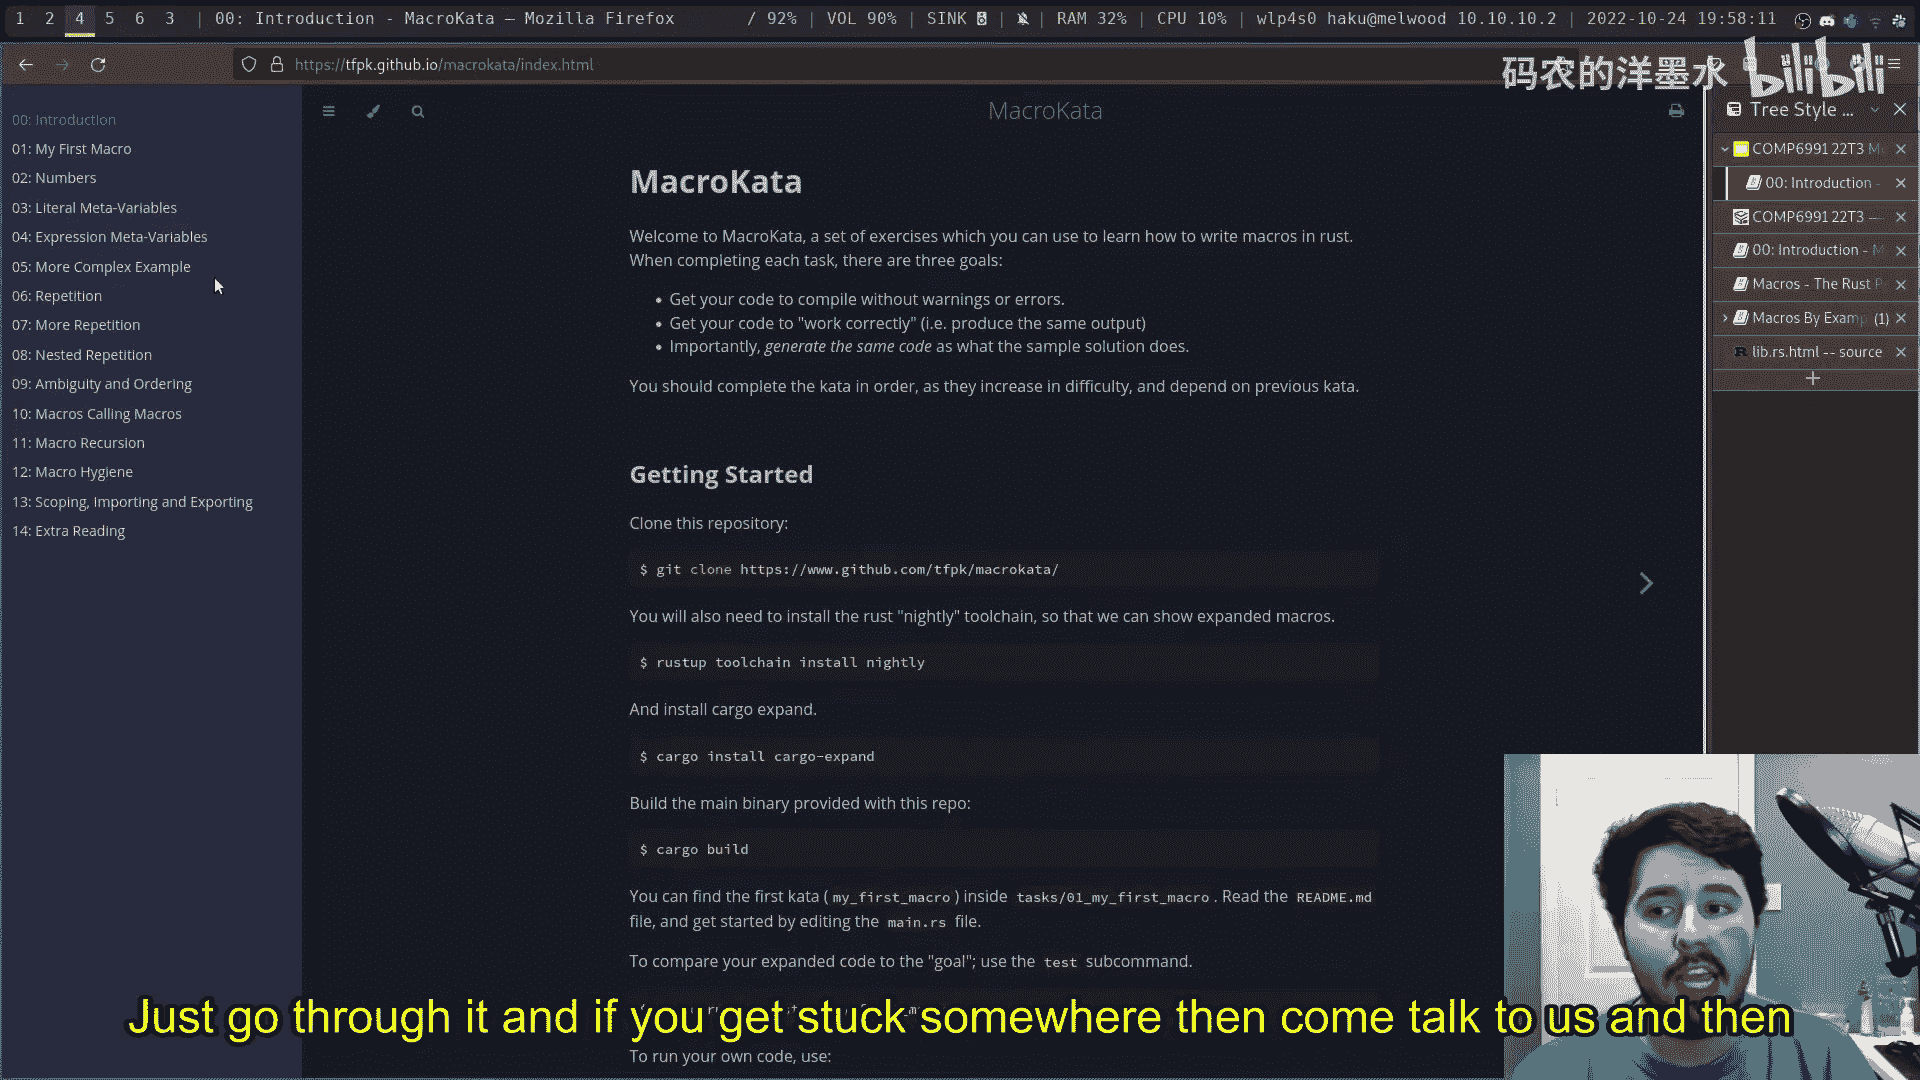 1 2 4 5 6 3 | 00: Introduction - MacroKata — Mozilla Firefox / 92% | VOL 90% | SINK | | RAM 32% | CPU 10% | wlp4s0 haku@melwood 10.10.10.2 | 2022-10-24 19:58:11
https://tfpk.github.io/macrokata/index.html
码农的洋墨水 bilibili
00: Introduction
01: My First Macro
02: Numbers
03: Literal Meta-Variables
04: Expression Meta-Variables
05: More Complex Example
06: Repetition
07: More Repetition
08: Nested Repetition
09: Ambiguity and Ordering
10: Macros Calling Macros
11: Macro Recursion
12: Macro Hygiene
13: Scoping, Importing and Exporting
14: Extra Reading
MacroKata
MacroKata
Welcome to MacroKata, a set of exercises which you can use to learn how to write macros in rust.
When completing each task, there are three goals:
• Get your code to compile without warnings or errors.
• Get your code to "work correctly" (i.e. produce the same output)
• Importantly, generate the same code as what the sample solution does.
You should complete the kata in order, as they increase in difficulty, and depend on previous kata.
Getting Started
Clone this repository:
$ git clone https://www.github.com/tfpk/macrokata/
You will also need to install the rust "nightly" toolchain, so that we can show expanded macros.
$ rustup toolchain install nightly
And install cargo expand.
$ cargo install cargo-expand
Build the main binary provided with this repo:
$ cargo build
You can find the first kata (my_first_macro) inside tasks/01_my_first_macro. Read the README.md
file, and get started by editing the main.rs file.
To compare your expanded code to the "goal"; use the test subcommand.
To run your own code, use:
Tree Style ...
COMP6991 22T3 M
00: Introduction -
COMP6991 22T3 —
00: Introduction - M
Macros - The Rust P
Macros By Examp (1)
lib.rs.html -- source
Just go through it and if you get stuck somewhere then come talk to us and then